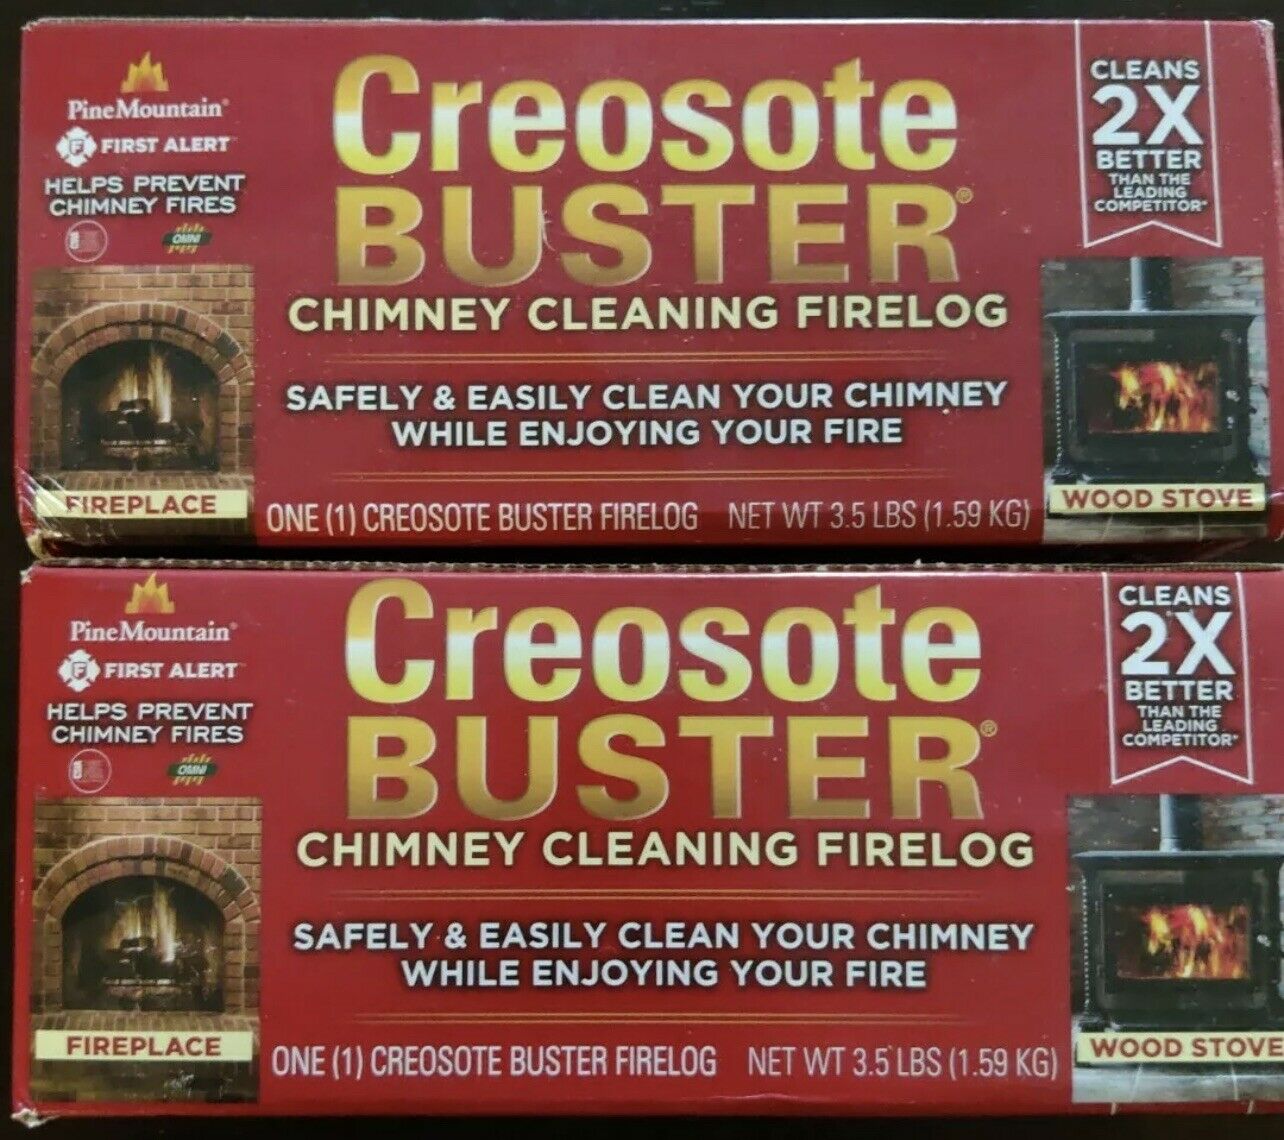 PineMountain®
FIRST ALERT
HELPS PREVENT
CHIMNEY FIRES
OMNI
FIREPLACE
Creosote
BUSTER®
CHIMNEY CLEANING FIRELOG
SAFELY & EASILY CLEAN YOUR CHIMNEY
WHILE ENJOYING YOUR FIRE
ONE (1) CREOSOTE BUSTER FIRELOG NET WT 3.5 LBS (1.59 KG)
CLEANS
2X
BETTER
THAN THE
LEADING
COMPETITOR*
WOOD STOVE
PineMountain®
FIRST ALERT
HELPS PREVENT
CHIMNEY FIRES
OMNI
FIREPLACE
Creosote
BUSTER®
CHIMNEY CLEANING FIRELOG
SAFELY & EASILY CLEAN YOUR CHIMNEY
WHILE ENJOYING YOUR FIRE
ONE (1) CREOSOTE BUSTER FIRELOG NET WT 3.5 LBS (1.59 KG)
CLEANS
2X
BETTER
THAN THE
LEADING
COMPETITOR*
WOOD STOVE